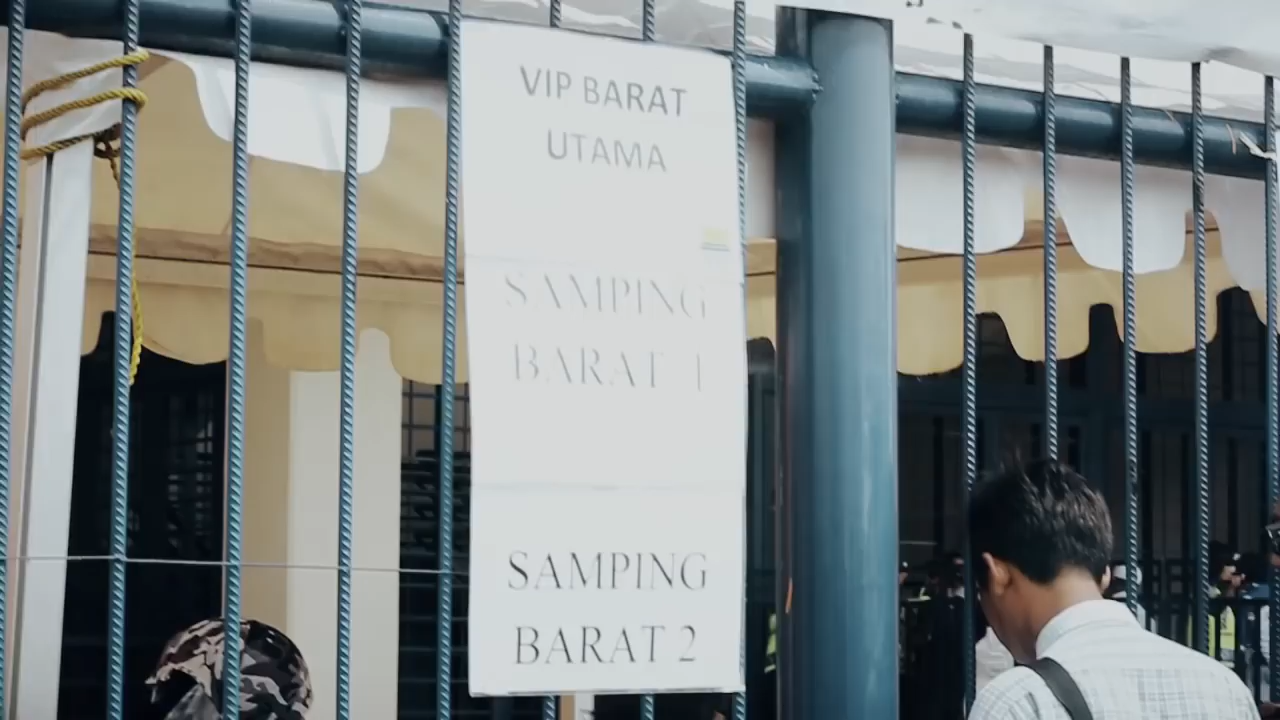 VIP BARAT
UTAMA
SAMPING
BARAT 1
SAMPING
BARAT 2